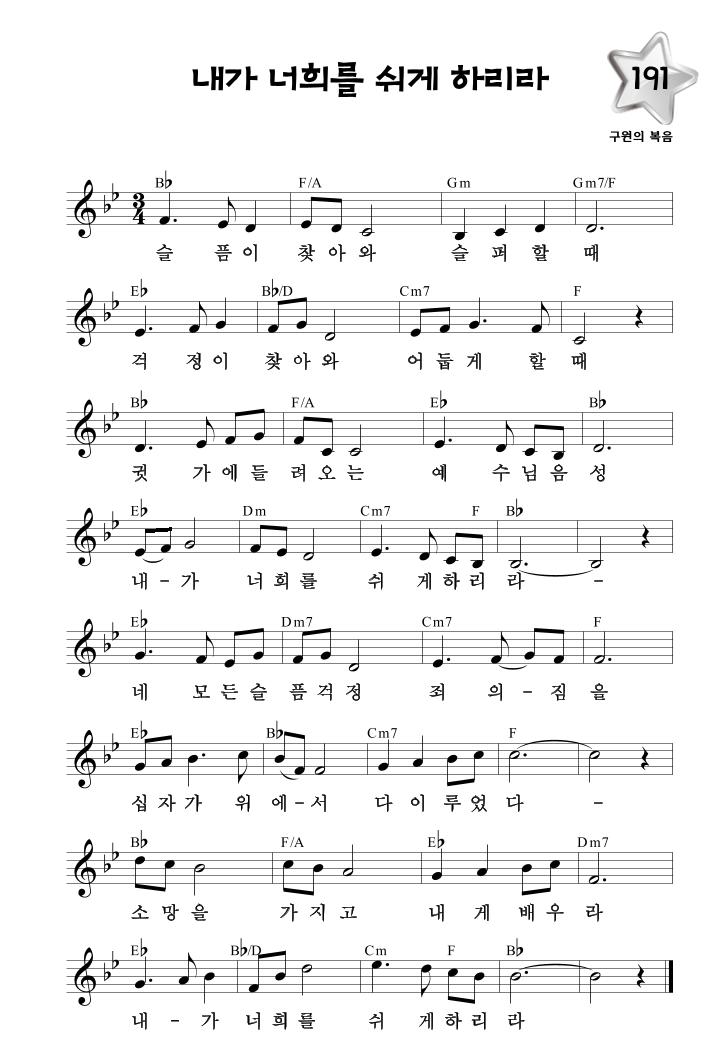 내가 너희를 쉬게 하리라
191
구원의 복음
B♭ F/A Gm Gm7/F
3/4
슬 픔이 찾아와 슬퍼할 때
E♭ B♭/D Cm7 F
걱 정이 찾아와 어둡게 할 때
B♭ F/A E♭ B♭
귓 가에들 려오는 예 수님음 성
E♭ Dm Cm7 F B♭
내-가 너희를 쉬 게하리 라 -
E♭ Dm7 Cm7 F
네 모든슬 픔걱정 죄 의-짐 을
E♭ B♭ Cm7 F
십자가 위 에-서 다이루었 다 -
B♭ F/A E♭ Dm7
소망을 가지고 내게배우 라
E♭ B♭/D Cm F B♭
내-가 너희를 쉬 게하리 라